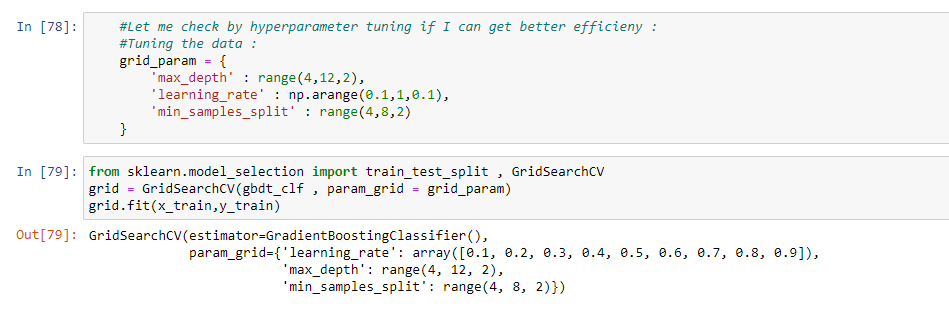 In [78]: #Let me check by hyperparameter tuning if I can get better efficieny :
#Tuning the data :
grid_param = {
'max_depth' : range(4,12,2),
'learning_rate' : np.arange(0.1,1,0.1),
'min_samples_split' : range(4,8,2)
}
In [79]: from sklearn.model_selection import train_test_split , GridSearchCV
grid = GridSearchCV(gbdt_clf , param_grid = grid_param)
grid.fit(x_train,y_train)
Out[79]: GridSearchCV(estimator=GradientBoostingClassifier(),
param_grid={'learning_rate': array([0.1, 0.2, 0.3, 0.4, 0.5, 0.6, 0.7, 0.8, 0.9]),
'max_depth': range(4, 12, 2),
'min_samples_split': range(4, 8, 2)})